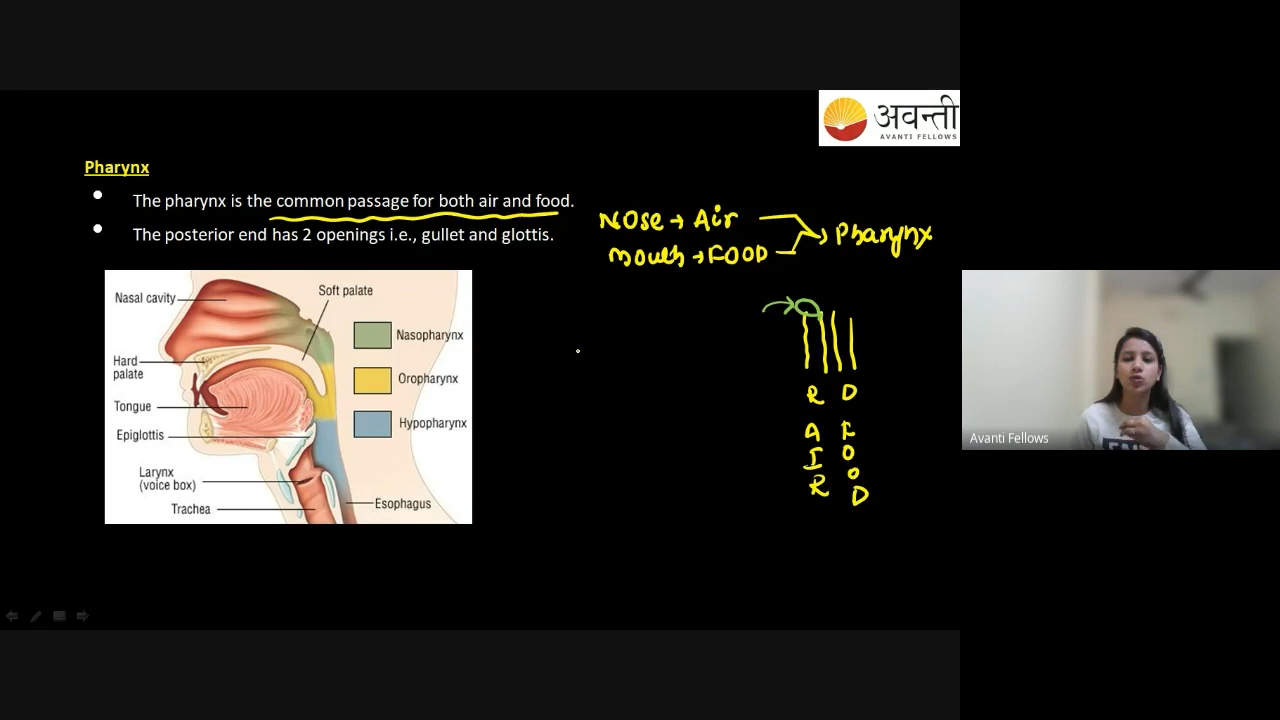 अवन्ती
AVANTI FELLOWS
Pharynx
The pharynx is the common passage for both air and food.
The posterior end has 2 openings i.e., gullet and glottis.
Nose → Air
Mouth → FOOD
→ Pharynx
Nasal cavity
Soft palate
Nasopharynx
Hard
palate
Oropharynx
Tongue
Hypopharynx
Epiglottis
Larynx
(voice box)
Esophagus
Trachea
R D
A F
I O
R O
D
Avanti Fellows